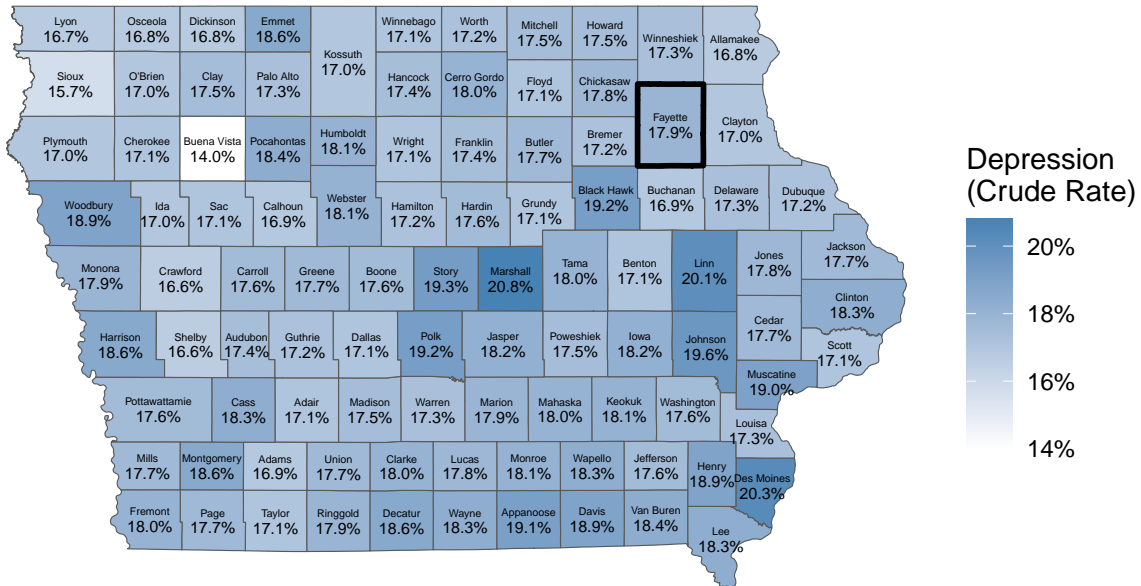 Lyon
16.7%
Osceola
16.8%
Dickinson
16.8%
Emmet
18.6%
Kossuth
17.0%
Winnebago
17.1%
Worth
17.2%
Mitchell
17.5%
Howard
17.5%
Winneshiek
17.3%
Allamakee
16.8%
Sioux
15.7%
O'Brien
17.0%
Clay
17.5%
Palo Alto
17.3%
Hancock
17.4%
Cerro Gordo
18.0%
Floyd
17.1%
Chickasaw
17.8%
Fayette
17.9%
Clayton
17.0%
Plymouth
17.0%
Cherokee
17.1%
Buena Vista
14.0%
Pocahontas
18.4%
Humboldt
18.1%
Wright
17.1%
Franklin
17.4%
Butler
17.7%
Bremer
17.2%
Woodbury
18.9%
Ida
17.0%
Sac
17.1%
Calhoun
16.9%
Webster
18.1%
Hamilton
17.2%
Hardin
17.6%
Grundy
17.1%
Black Hawk
19.2%
Buchanan
16.9%
Delaware
17.3%
Dubuque
17.2%
Monona
17.9%
Crawford
16.6%
Carroll
17.6%
Greene
17.7%
Boone
17.6%
Story
19.3%
Marshall
20.8%
Tama
18.0%
Benton
17.1%
Linn
20.1%
Jones
17.8%
Jackson
17.7%
Clinton
18.3%
Harrison
18.6%
Shelby
16.6%
Audubon
17.4%
Guthrie
17.2%
Dallas
17.1%
Polk
19.2%
Jasper
18.2%
Poweshiek
17.5%
Iowa
18.2%
Johnson
19.6%
Cedar
17.7%
Scott
17.1%
Muscatine
19.0%
Pottawattamie
17.6%
Cass
18.3%
Adair
17.1%
Madison
17.5%
Warren
17.3%
Marion
17.9%
Mahaska
18.0%
Keokuk
18.1%
Washington
17.6%
Louisa
17.3%
Mills
17.7%
Montgomery
18.6%
Adams
16.9%
Union
17.7%
Clarke
18.0%
Lucas
17.8%
Monroe
18.1%
Wapello
18.3%
Jefferson
17.6%
Henry
18.9%
Des Moines
20.3%
Fremont
18.0%
Page
17.7%
Taylor
17.1%
Ringgold
17.9%
Decatur
18.6%
Wayne
18.3%
Appanoose
19.1%
Davis
18.9%
Van Buren
18.4%
Lee
18.3%
Depression
(Crude Rate)
20%
18%
16%
14%